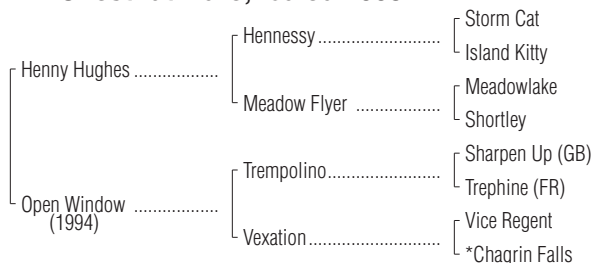 Hennessy ........................
Storm Cat
Island Kitty
Henny Hughes .................
Meadow Flyer .................
Meadowlake
Shortley
Trempolino.......................
Sharpen Up (GB)
Trephine (FR)
Open Window .................
(1994)
Vexation...........................
Vice Regent
*Chagrin Falls